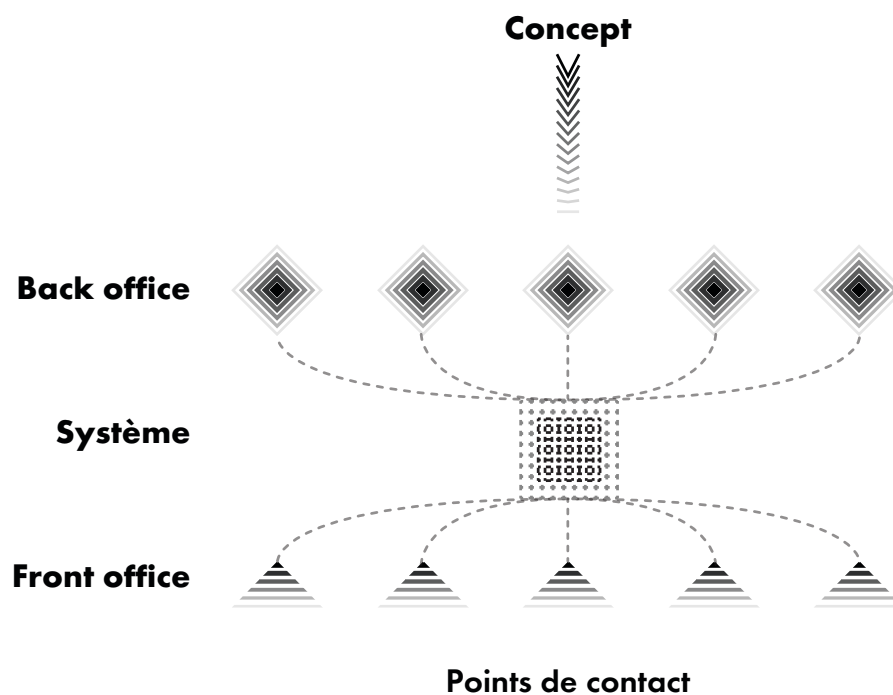 Concept
Back office
Système
Front office
Points de contact